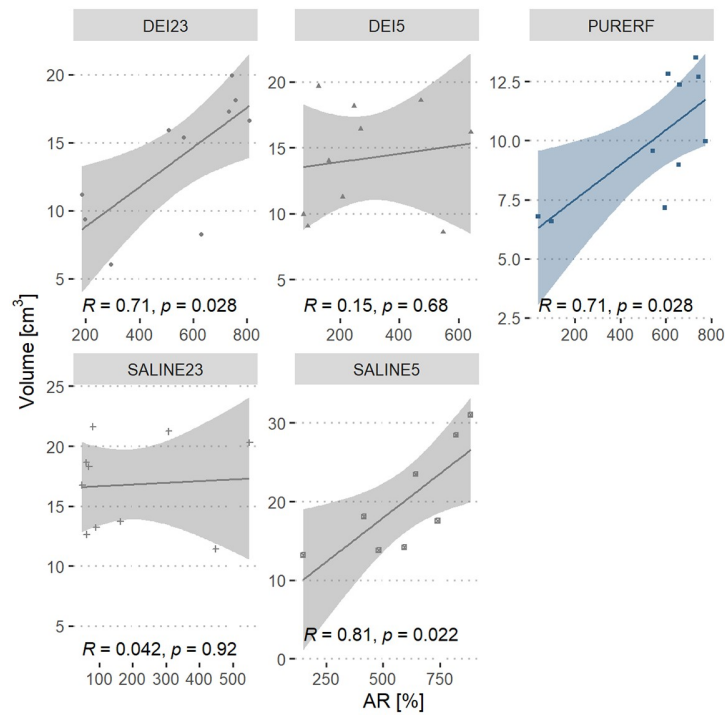 DEI23 DEI5 PURERF
20
15
10
5
R = 0.71, p = 0.028
200 400 600 800
20
15
10
5
R = 0.15, p = 0.68
200 400 600
12.5
10.0
7.5
5.0
2.5
R = 0.71, p = 0.028
0 200 400 600 800
Volume [cm³]
SALINE23 SALINE5
25
20
15
10
5
R = 0.042, p = 0.92
100 200 300 400 500
30
20
10
0
R = 0.81, p = 0.022
250 500 750
AR [%]